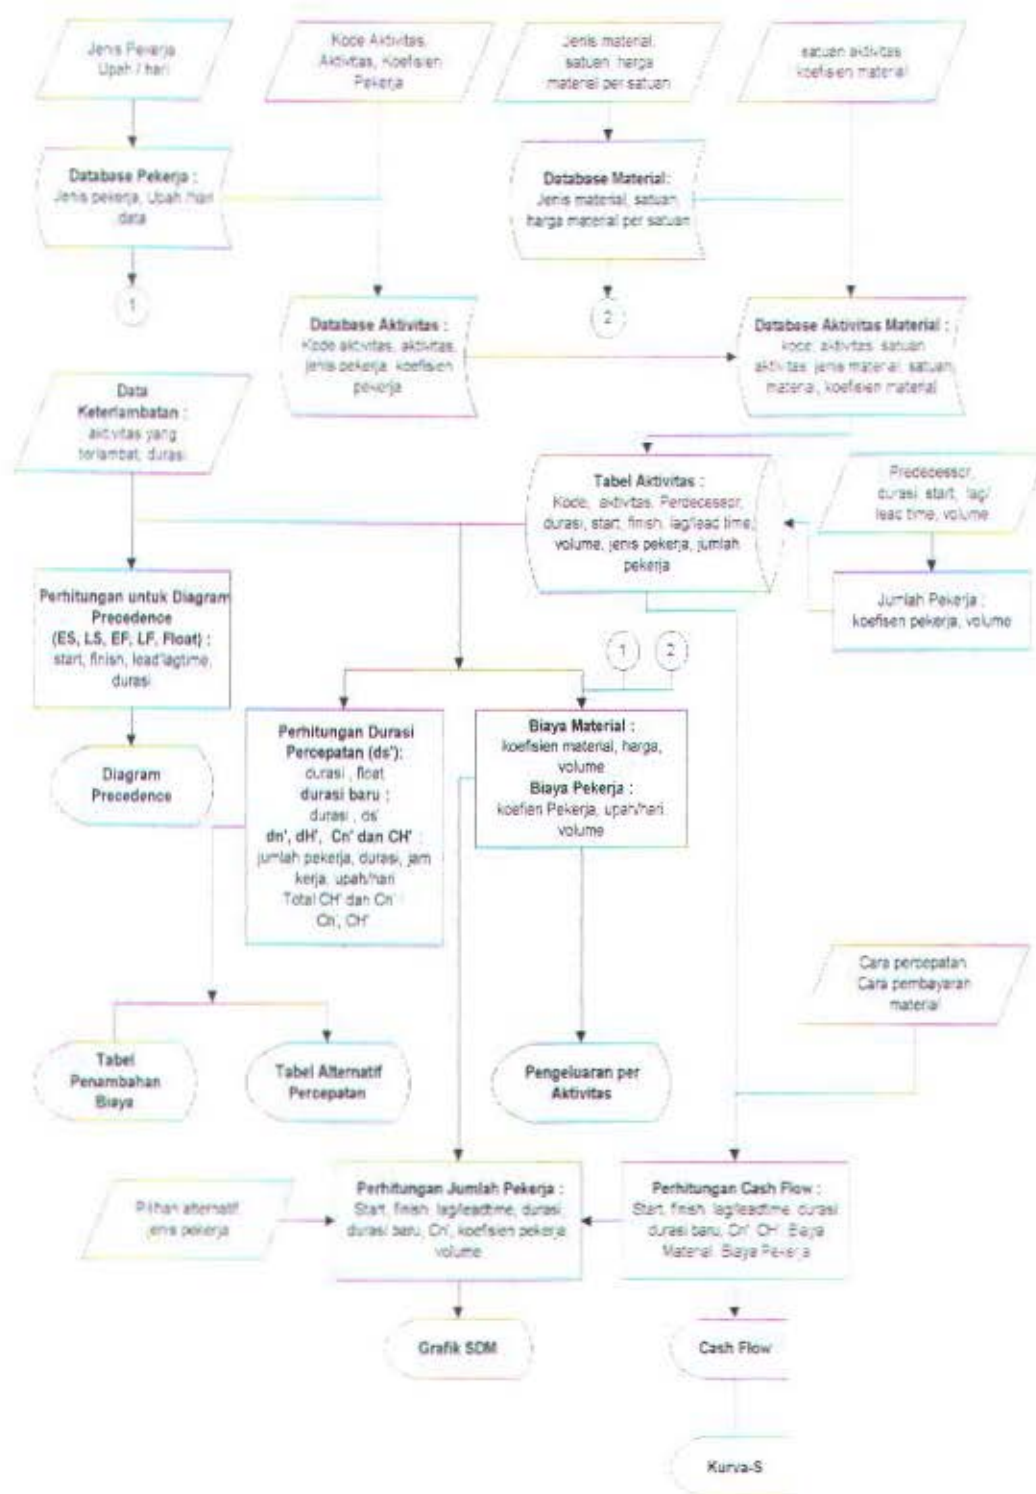 Jenis Pekerja
Upah / hari
Kode Aktivitas,
Aktivitas, Koefisien
Pekerja
Jenis material,
satuan, harga
material per satuan
satuan aktivitas
koefisien material
Database Pekerja :
Jenis pekerja, Upah /hari
data
Database Material:
Jenis material, satuan
harga material per satuan
1
2
Database Aktivitas :
Kode aktivitas, aktivitas,
jenis pekerja, koefisien
pekerja
Database Aktivitas Material :
kode, aktivitas, satuan
aktivitas, jenis material, satuan
material, koefisien material
Data
Keterlambatan :
aktivitas yang
terlambat, durasi
Tabel Aktivitas :
Kode, aktivitas, Perdecessor,
durasi, start, finish, lag/lead time,
volume, jenis pekerja, jumlah
pekerja
Predecessor,
durasi, start, lag/
lead time, volume
Jumlah Pekerja :
koefisen pekerja, volume
Perhitungan untuk Diagram
Precedence
(ES, LS, EF, LF, Float) :
start, finish, lead/lagtime,
durasi
1
2
Diagram
Precedence
Perhitungan Durasi
Percepatan (ds'):
durasi , float
durasi baru :
durasi , ds'
dn', dH', Cn' dan CH' :
jumlah pekerja, durasi, jam
kerja, upah/hari
Total CH' dan Cn'
Cn', CH'
Biaya Material :
koefisien material, harga,
volume
Biaya Pekerja :
koefien Pekerja, upah/hari
volume
Cara percepatan
Cara pembayaran
material
Tabel
Penambahan
Biaya
Tabel Alternatif
Percepatan
Pengeluaran per
Aktivitas
Pilihan alternatif
jenis pekerja
Perhitungan Jumlah Pekerja :
Start, finish, lag/leadtime, durasi,
durasi baru, Cn', koefisien pekerja
volume
Perhitungan Cash Flow :
Start, finish, lag/leadtime, durasi
durasi baru, Cn', CH', Biaya
Material, Biaya Pekerja
Grafik SDM
Cash Flow
Kurva-S